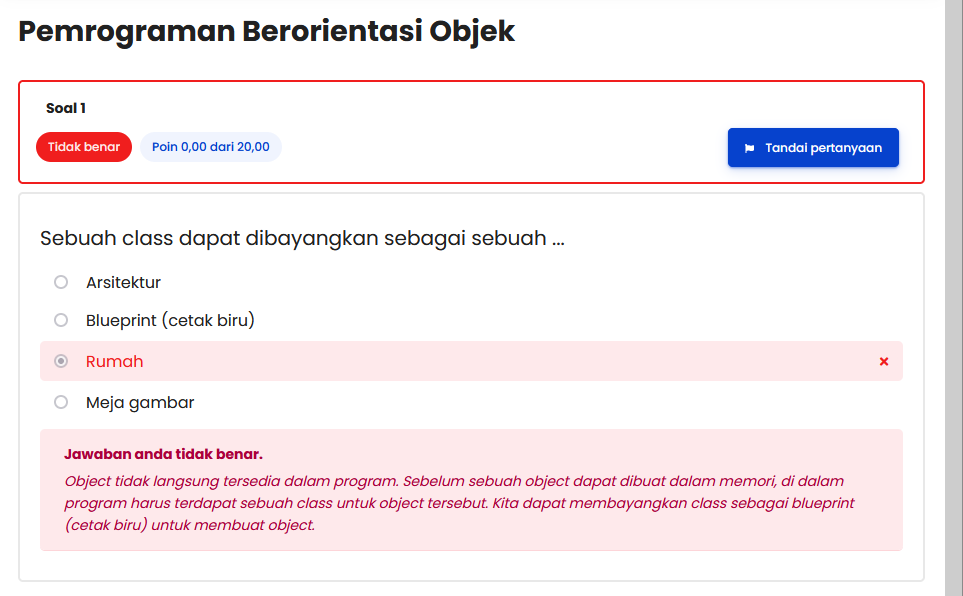 Pemrograman Berorientasi Objek
Soal 1
Tidak benar
Poin 0,00 dari 20,00
Tandai pertanyaan
Sebuah class dapat dibayangkan sebagai sebuah ...
Arsitektur
Blueprint (cetak biru)
Rumah
Meja gambar
Jawaban anda tidak benar.
Object tidak langsung tersedia dalam program. Sebelum sebuah object dapat dibuat dalam memori, di dalam
program harus terdapat sebuah class untuk object tersebut. Kita dapat membayangkan class sebagai blueprint
(cetak biru) untuk membuat object.